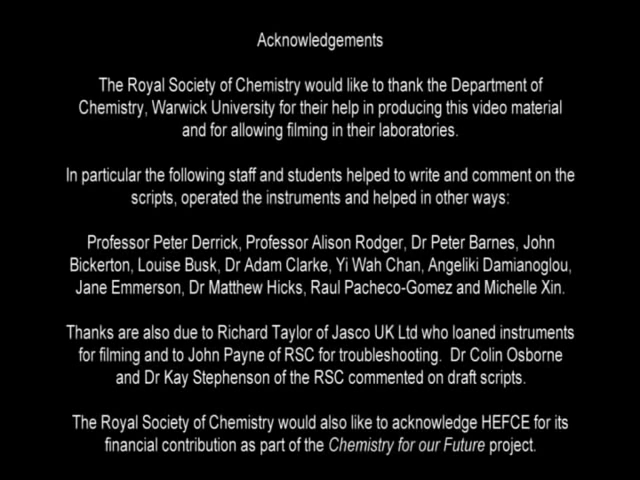 Acknowledgements
The Royal Society of Chemistry would like to thank the Department of
Chemistry, Warwick University for their help in producing this video material
and for allowing filming in their laboratories.
In particular the following staff and students helped to write and comment on the
scripts, operated the instruments and helped in other ways:
Professor Peter Derrick, Professor Alison Rodger, Dr Peter Barnes, John
Bickerton, Louise Busk, Dr Adam Clarke, Yi Wah Chan, Angeliki Damianoglou,
Jane Emmerson, Dr Matthew Hicks, Raul Pacheco-Gomez and Michelle Xin.
Thanks are also due to Richard Taylor of Jasco UK Ltd who loaned instruments
for filming and to John Payne of RSC for troubleshooting.  Dr Colin Osborne
and Dr Kay Stephenson of the RSC commented on draft scripts.
The Royal Society of Chemistry would also like to acknowledge HEFCE for its
financial contribution as part of the Chemistry for our Future project.